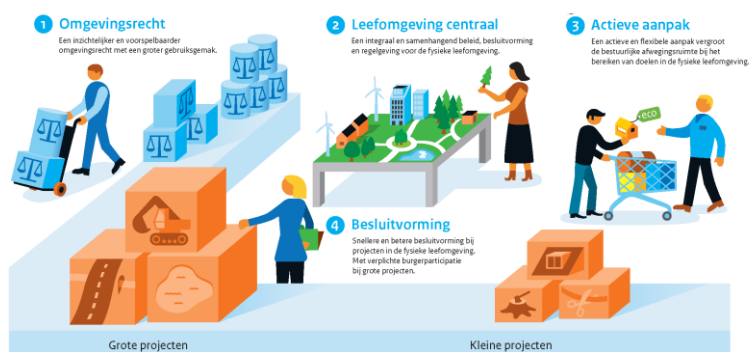 1 Omgevingsrecht
Een inzichtelijker en voorspelbaarder
omgevingsrecht met een groter gebruiksgemak.
2 Leefomgeving centraal
Een integraal en samenhangend beleid, besluitvorming
en regelgeving voor de fysieke leefomgeving.
3 Actieve aanpak
Een actieve en flexibele aanpak vergroot
de bestuurlijke afwegingsruimte bij het
bereiken van doelen in de fysieke leefomgeving.
eco
4 Besluitvorming
Snellere en betere besluitvorming bij
projecten in de fysieke leefomgeving.
Met verplichte burgerparticipatie
bij grote projecten.
Grote projecten
Kleine projecten